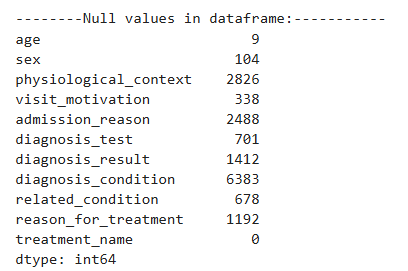 --------Null values in dataframe:-----------
age 9
sex 104
physiological_context 2826
visit_motivation 338
admission_reason 2488
diagnosis_test 701
diagnosis_result 1412
diagnosis_condition 6383
related_condition 678
reason_for_treatment 1192
treatment_name 0
dtype: int64